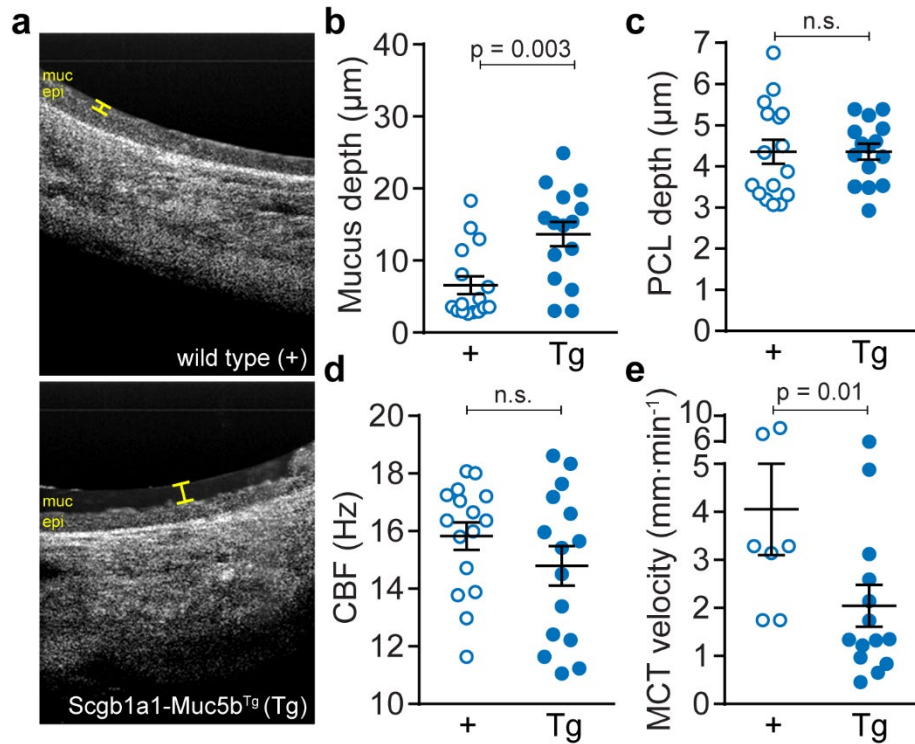 a
muc
epi
wild type (+)
muc
epi
Scgb1a1-Muc5bTg (Tg)
b
p = 0.003
Mucus depth (µm)
40
30
20
10
0
+ Tg
c
n.s.
PCL depth (µm)
7
6
5
4
3
2
1
0
+ Tg
d
n.s.
CBF (Hz)
20
18
16
14
12
10
+ Tg
e
p = 0.01
MCT velocity (mm·min⁻¹)
10
6
5
4
3
2
1
0
+ Tg